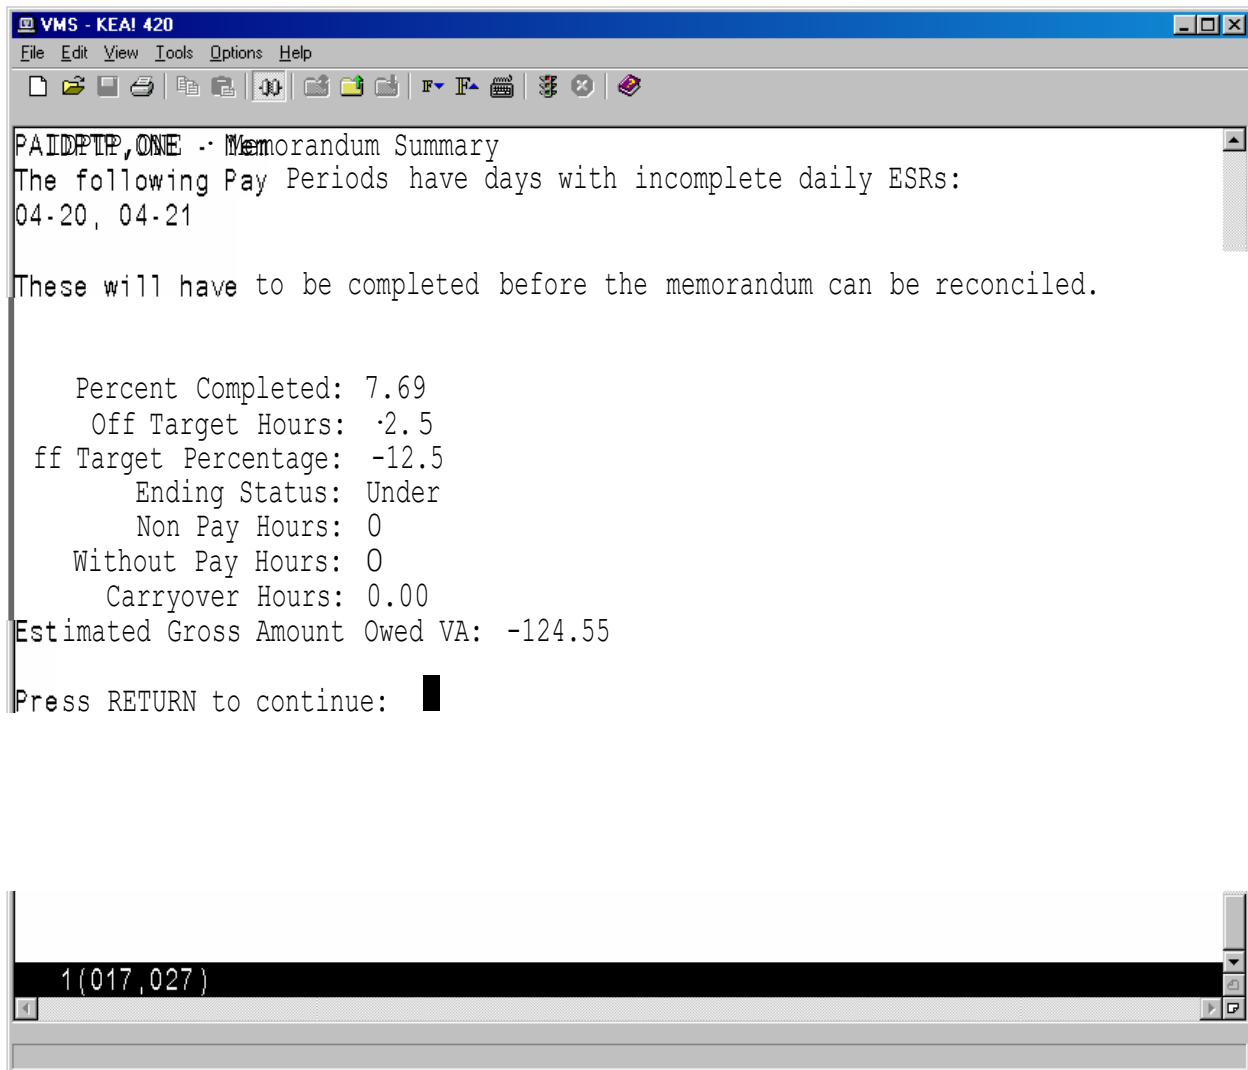 VMS - KEA! 420
File Edit View Tools Options Help
PAIDPTP,ONE - Memorandum Summary
The following Pay Periods have days with incomplete daily ESRs:
04-20, 04-21
These will have to be completed before the memorandum can be reconciled.
Percent Completed: 7.69
Off Target Hours: -2.5
ff Target Percentage: -12.5
Ending Status: Under
Non Pay Hours: 0
Without Pay Hours: 0
Carryover Hours: 0.00
Estimated Gross Amount Owed VA: -124.55
Press RETURN to continue:
1(017,027)